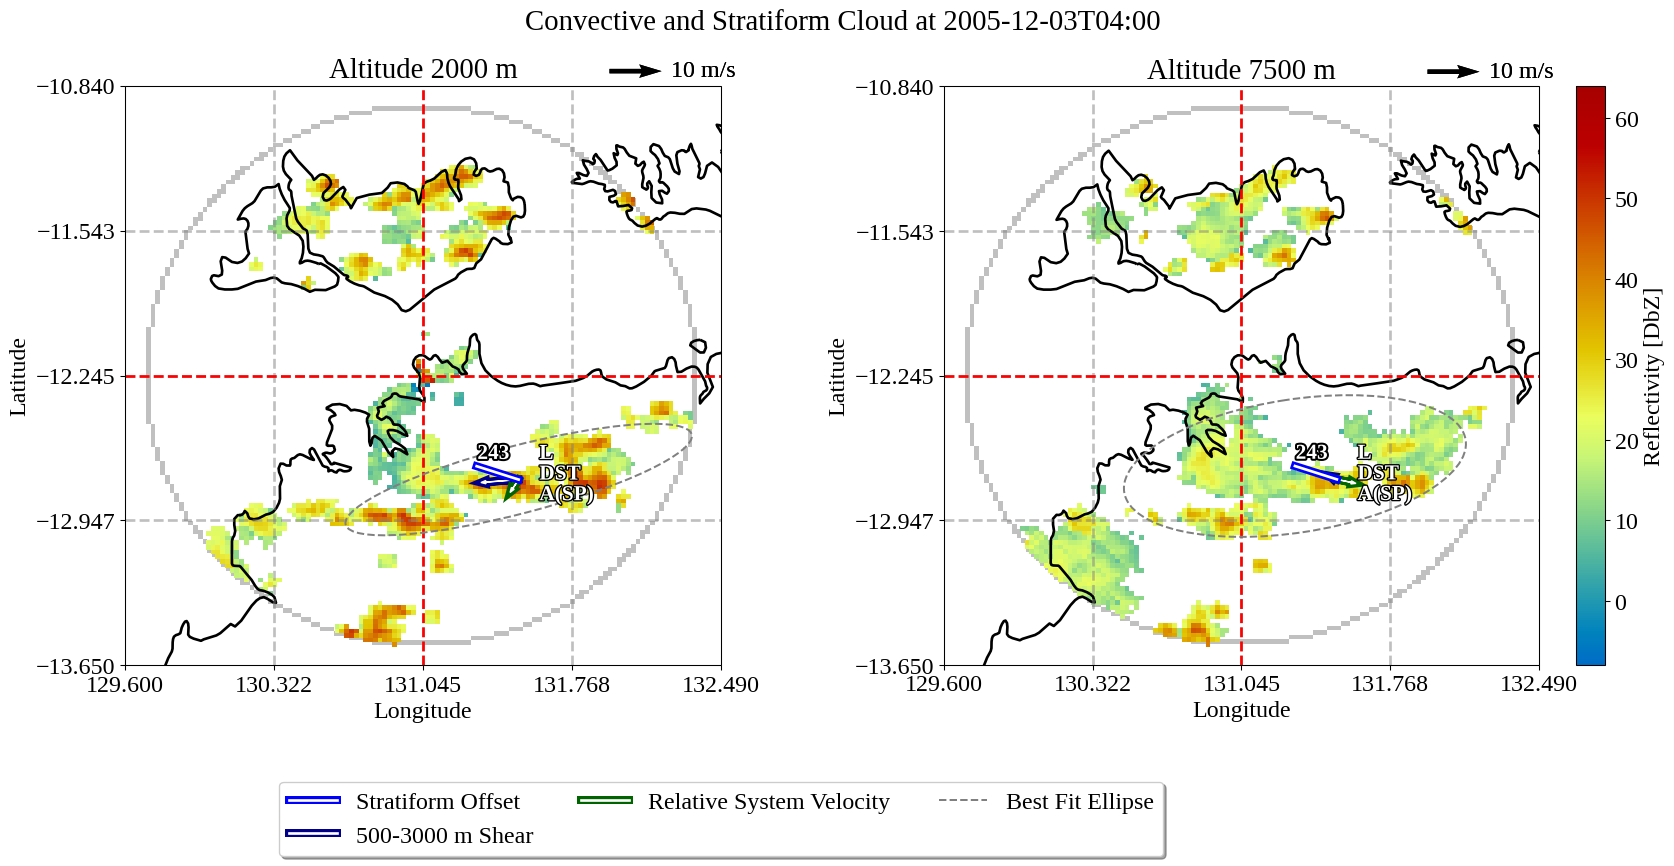 Convective and Stratiform Cloud at 2005-12-03T04:00
Altitude 2000 m
10 m/s
−10.840
−11.543
−12.245
−12.947
−13.650
Latitude
243
L
DST
A(SP)
129.600
130.322
131.045
131.768
132.490
Longitude
Altitude 7500 m
10 m/s
−10.840
−11.543
−12.245
−12.947
−13.650
Latitude
243
L
DST
A(SP)
129.600
130.322
131.045
131.768
132.490
Longitude
60
50
40
30
20
10
0
Reflectivity [DbZ]
Stratiform Offset
500-3000 m Shear
Relative System Velocity
Best Fit Ellipse